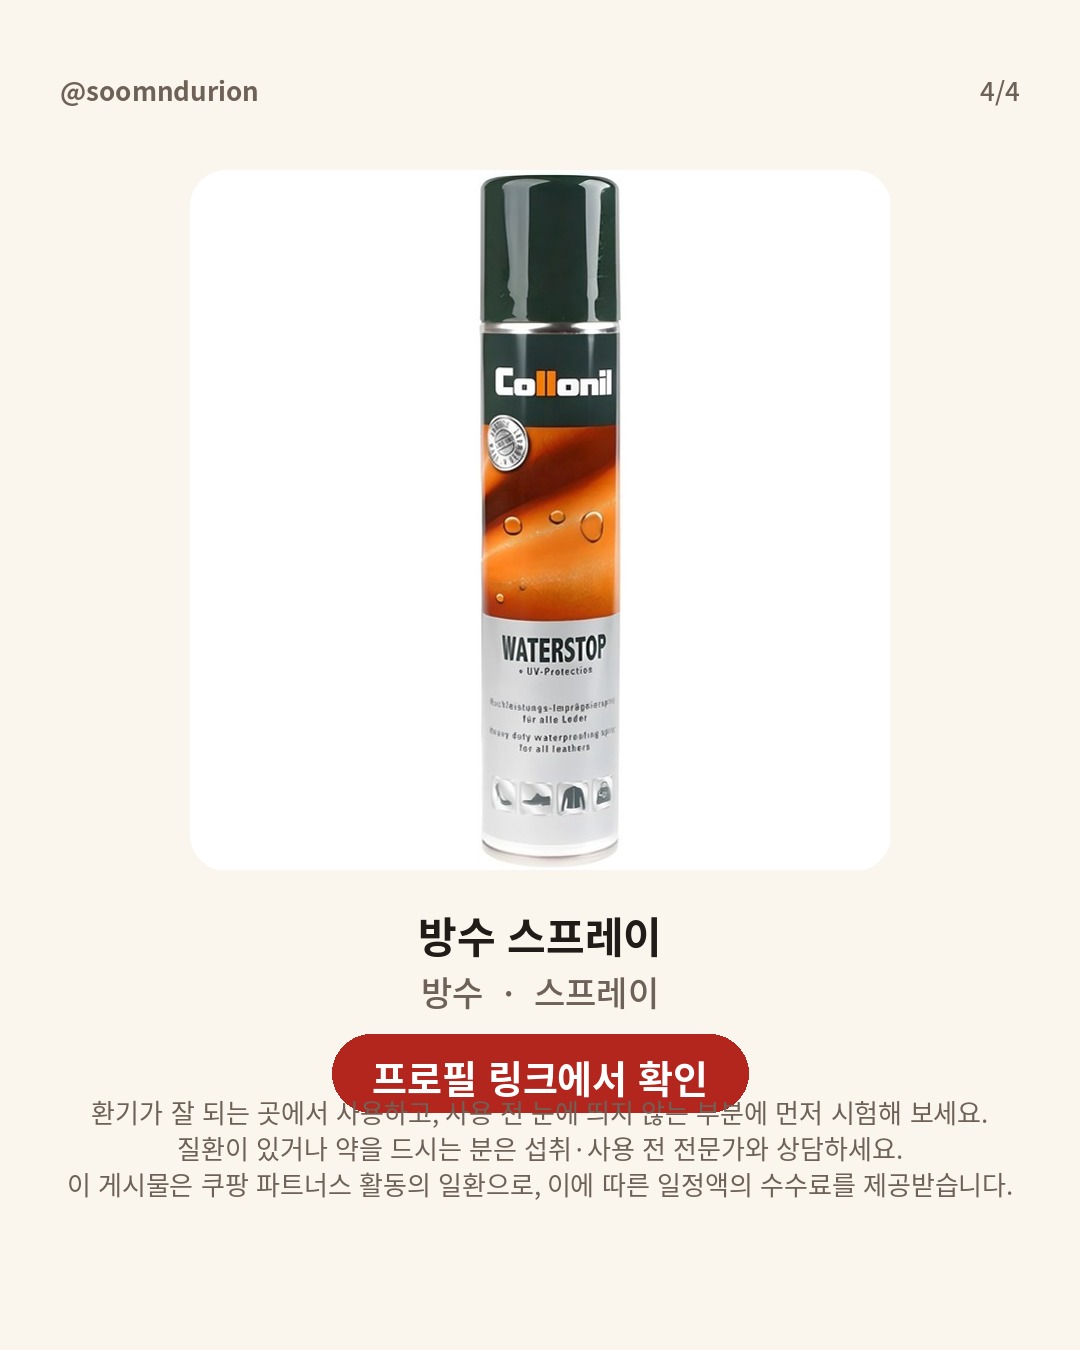 @soomndurion
4/4
Collonil
WATERSTOP
+ UV-Protection
Hochleistungs-Imprägnierspray
für alle Leder
Heavy duty waterproofing spray
for all leathers
방수 스프레이
방수 · 스프레이
프로필 링크에서 확인
환기가 잘 되는 곳에서 사용하고, 사용 전 눈에 띄지 않는 부분에 먼저 시험해 보세요.
질환이 있거나 약을 드시는 분은 섭취·사용 전 전문가와 상담하세요.
이 게시물은 쿠팡 파트너스 활동의 일환으로, 이에 따른 일정액의 수수료를 제공받습니다.